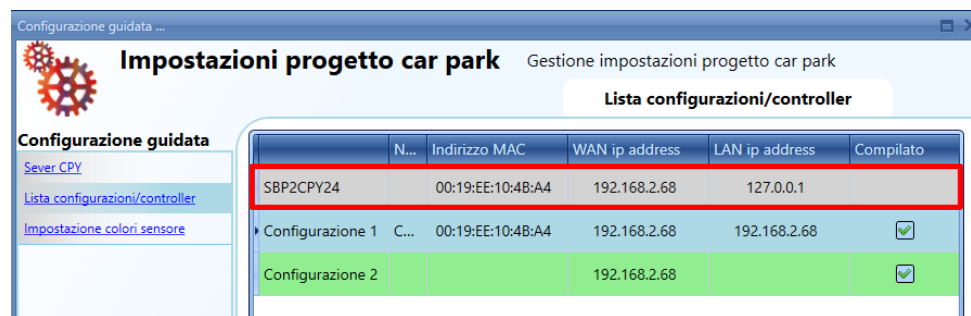 Configurazione guidata ...
Impostazioni progetto car park
Gestione impostazioni progetto car park
Lista configurazioni/controller
Configurazione guidata
Sever CPY
Lista configurazioni/controller
Impostazione colori sensore
N... Indirizzo MAC WAN ip address LAN ip address Compilato
SBP2CPY24 00:19:EE:10:4B:A4 192.168.2.68 127.0.0.1
Configurazione 1 C... 00:19:EE:10:4B:A4 192.168.2.68 192.168.2.68
Configurazione 2 192.168.2.68